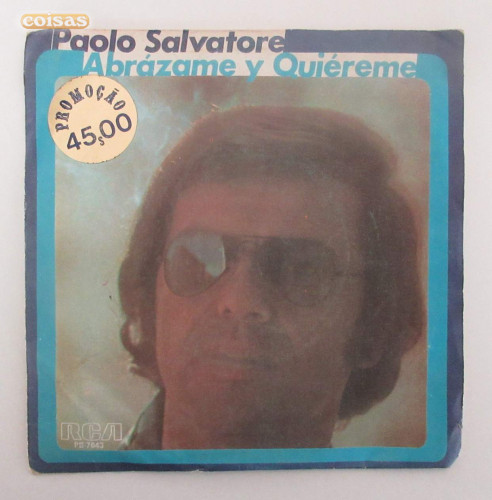 coisas
Paolo Salvatore
Abrázame y Quiéreme
PROMOÇÃO
45$00
RCA